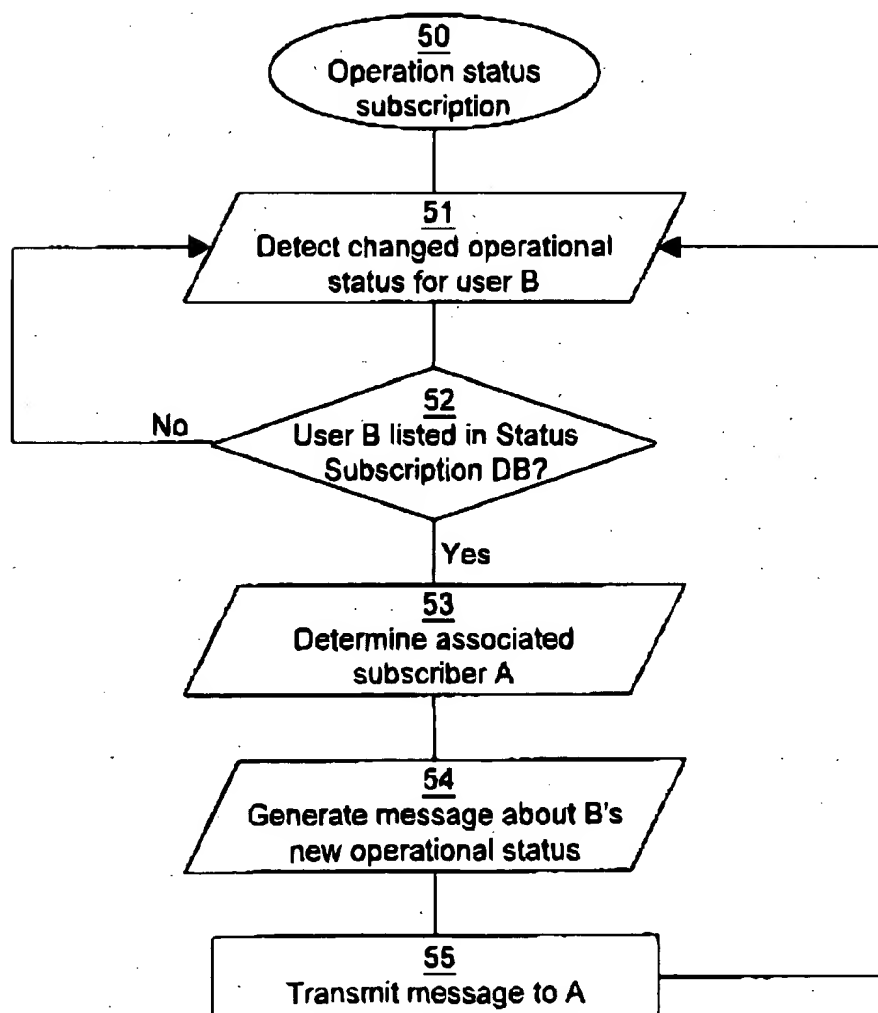 50
Operation status
subscription
51
Detect changed operational
status for user B
52
User B listed in Status
Subscription DB?
No
Yes
53
Determine associated
subscriber A
54
Generate message about B's
new operational status
55
Transmit message to A